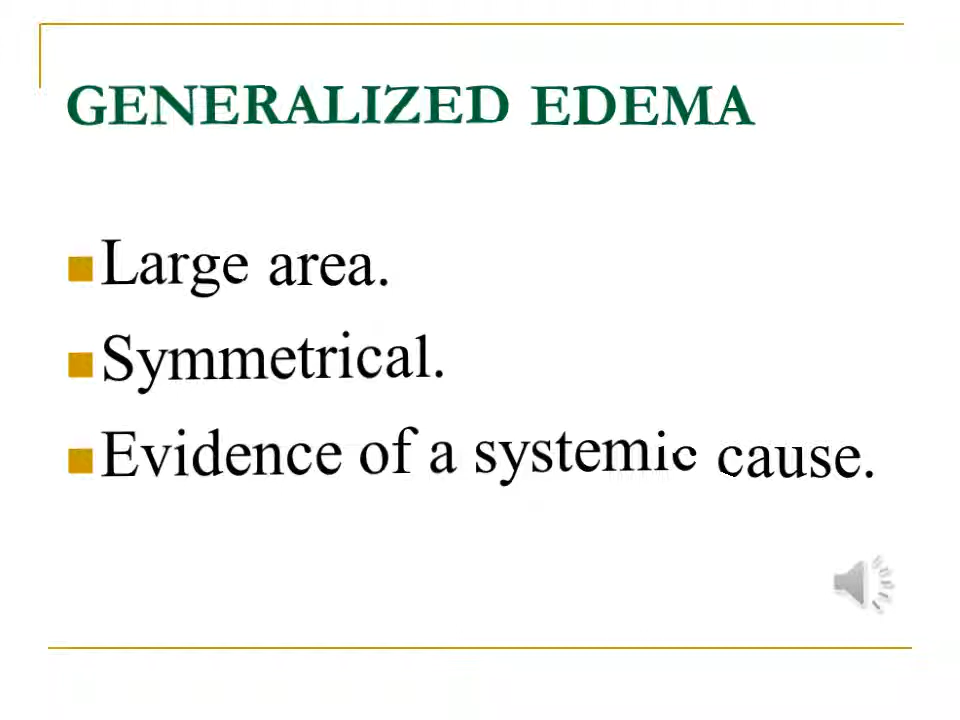 GENERALIZED EDEMA
Large area.
Symmetrical.
Evidence of a systemic cause.